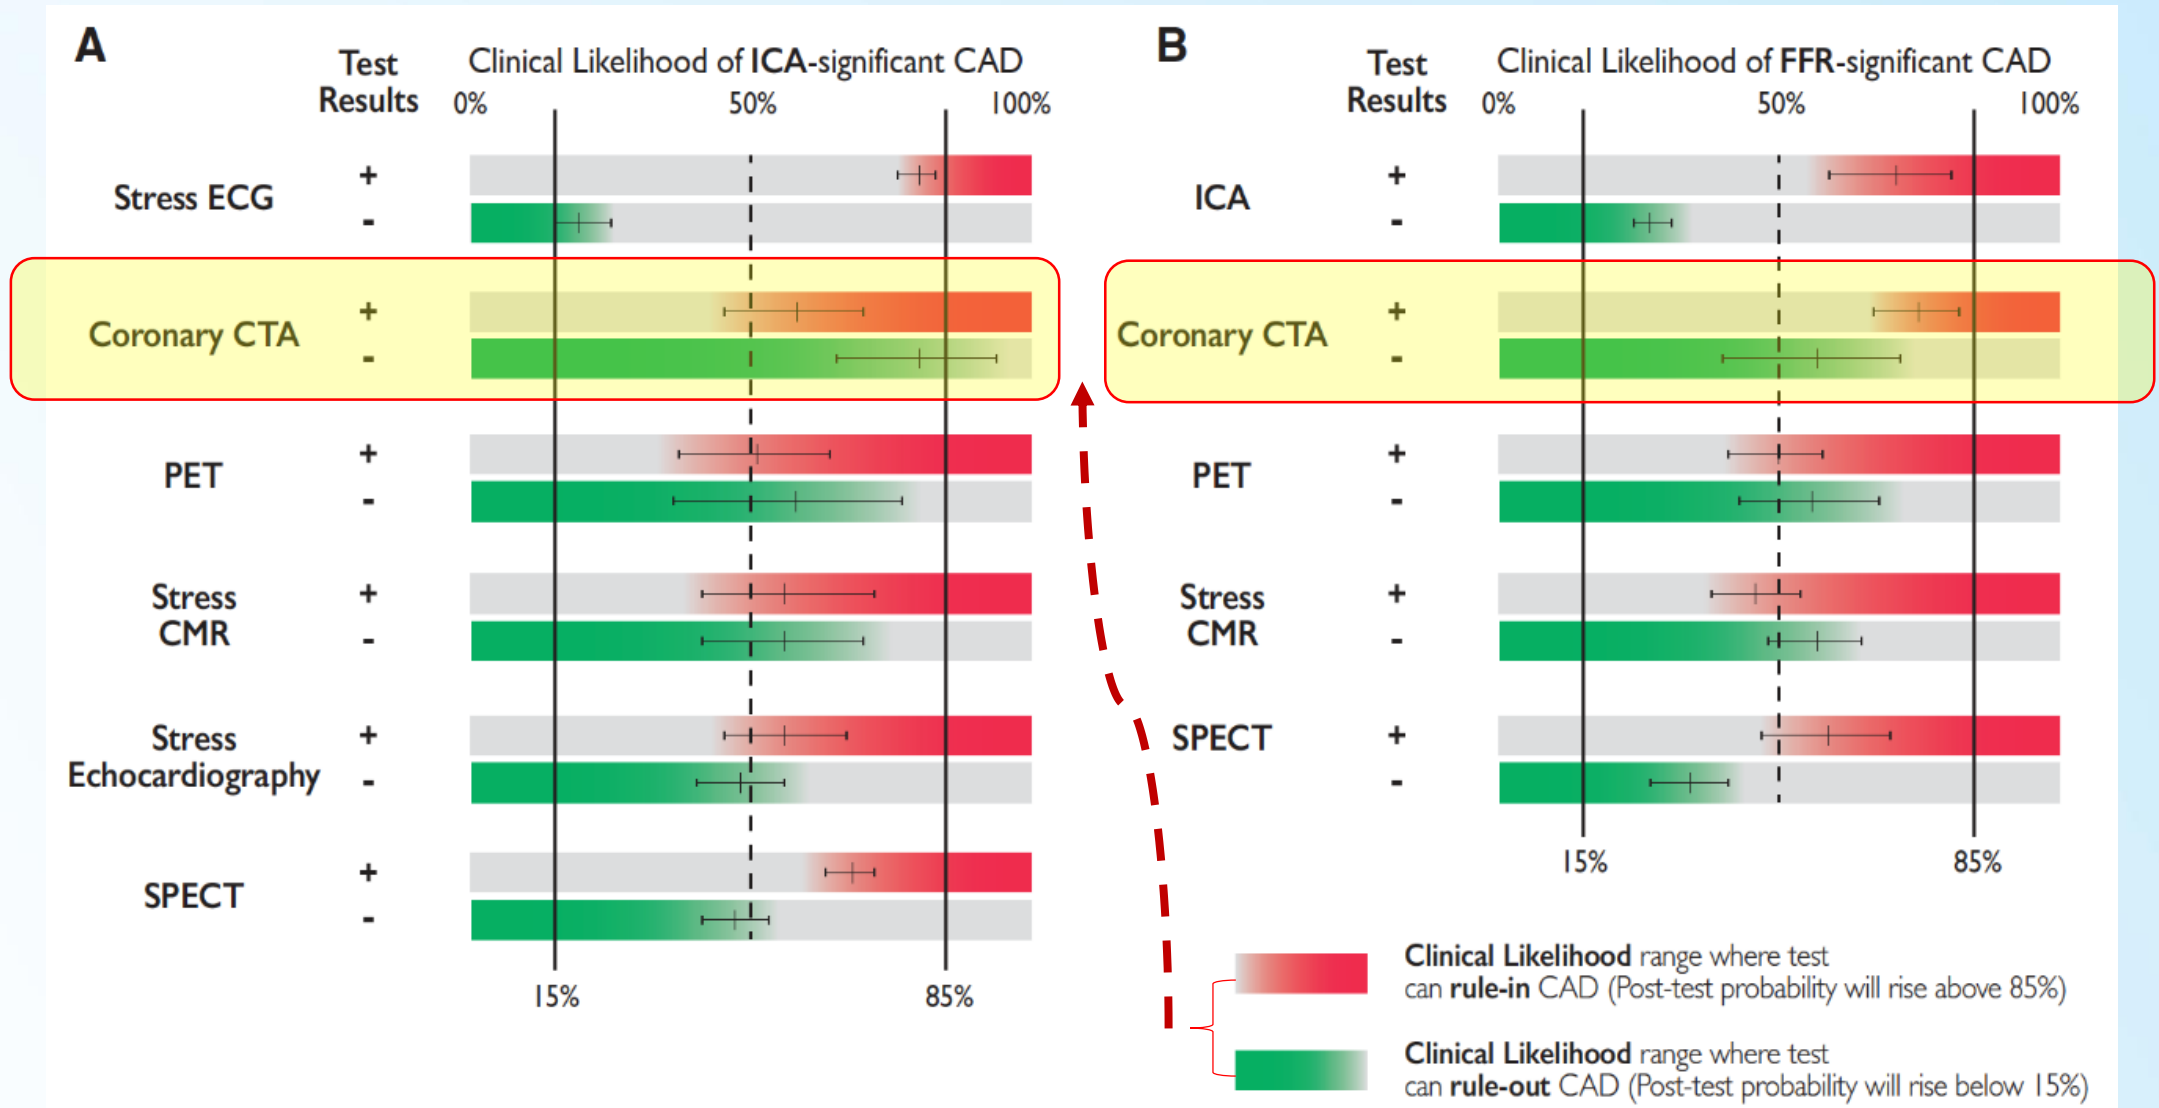 A
Test
Results
Clinical Likelihood of ICA-significant CAD
0%
50%
100%
Stress ECG
+
-
Coronary CTA
+
-
PET
+
-
Stress
CMR
+
-
Stress
Echocardiography
+
-
SPECT
+
-
15%
85%
B
Test
Results
Clinical Likelihood of FFR-significant CAD
0%
50%
100%
ICA
+
-
Coronary CTA
+
-
PET
+
-
Stress
CMR
+
-
SPECT
+
-
15%
85%
Clinical Likelihood range where test
can rule-in CAD (Post-test probability will rise above 85%)
Clinical Likelihood range where test
can rule-out CAD (Post-test probability will rise below 15%)